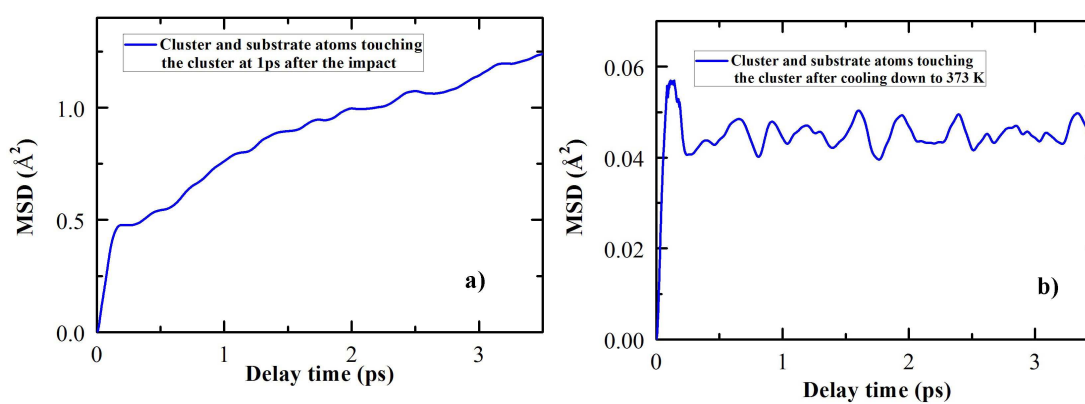 Cluster and substrate atoms touching
the cluster at 1ps after the impact
MSD (Å²)
1.0
0.5
0.0
0 1 2 3
Delay time (ps)
a)
Cluster and substrate atoms touching
the cluster after cooling down to 373 K
MSD (Å²)
0.06
0.04
0.02
0.00
0 1 2 3
Delay time (ps)
b)